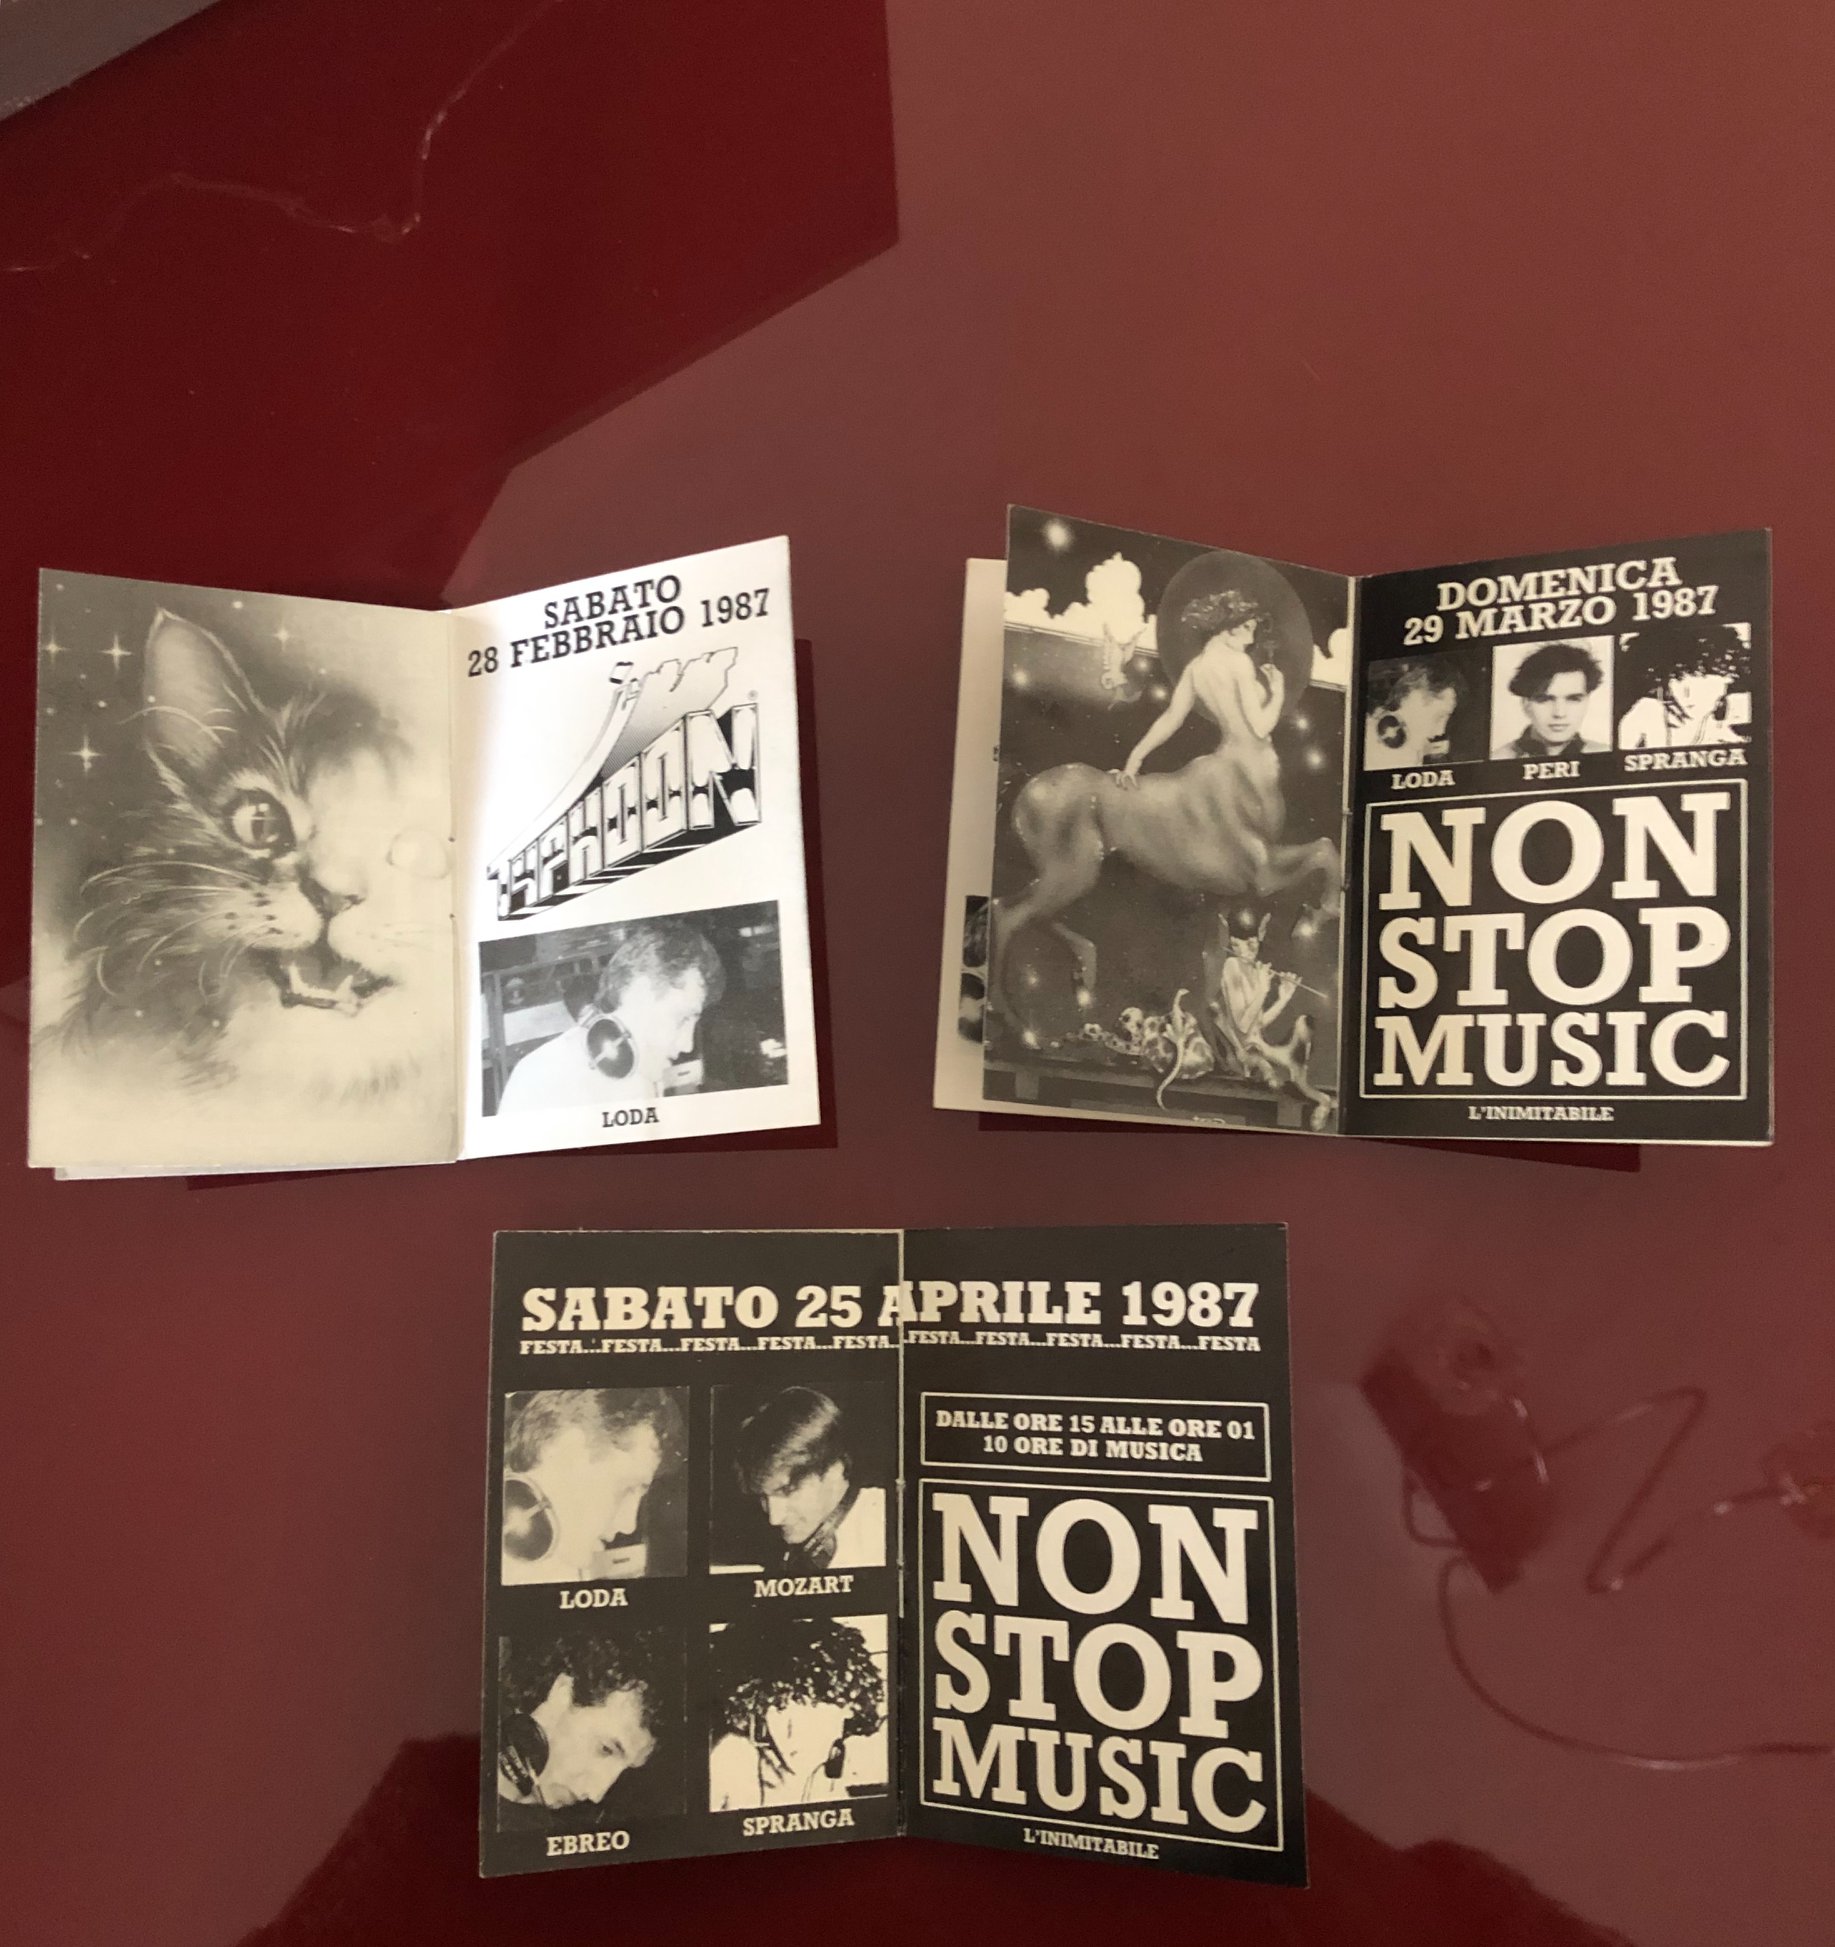 SABATO
28 FEBBRAIO 1987
TYPHOON
®
LODA
DOMENICA
29 MARZO 1987
LODA
PERI
SPRANGA
NON
STOP
MUSIC
L'INIMITABILE
SABATO 25 APRILE 1987
FESTA...FESTA...FESTA...FESTA...FESTA...FESTA...FESTA...FESTA...FESTA...FESTA
LODA
MOZART
EBREO
SPRANGA
DALLE ORE 15 ALLE ORE 01
10 ORE DI MUSICA
NON
STOP
MUSIC
L'INIMITABILE